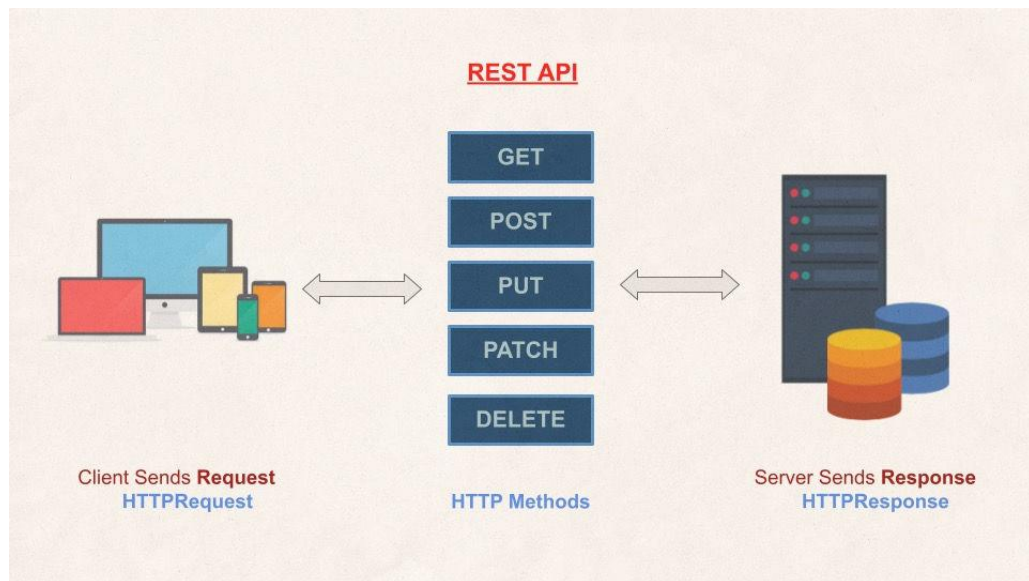 REST API
GET
POST
PUT
PATCH
DELETE
Client Sends Request
HTTPRequest
HTTP Methods
Server Sends Response
HTTPResponse